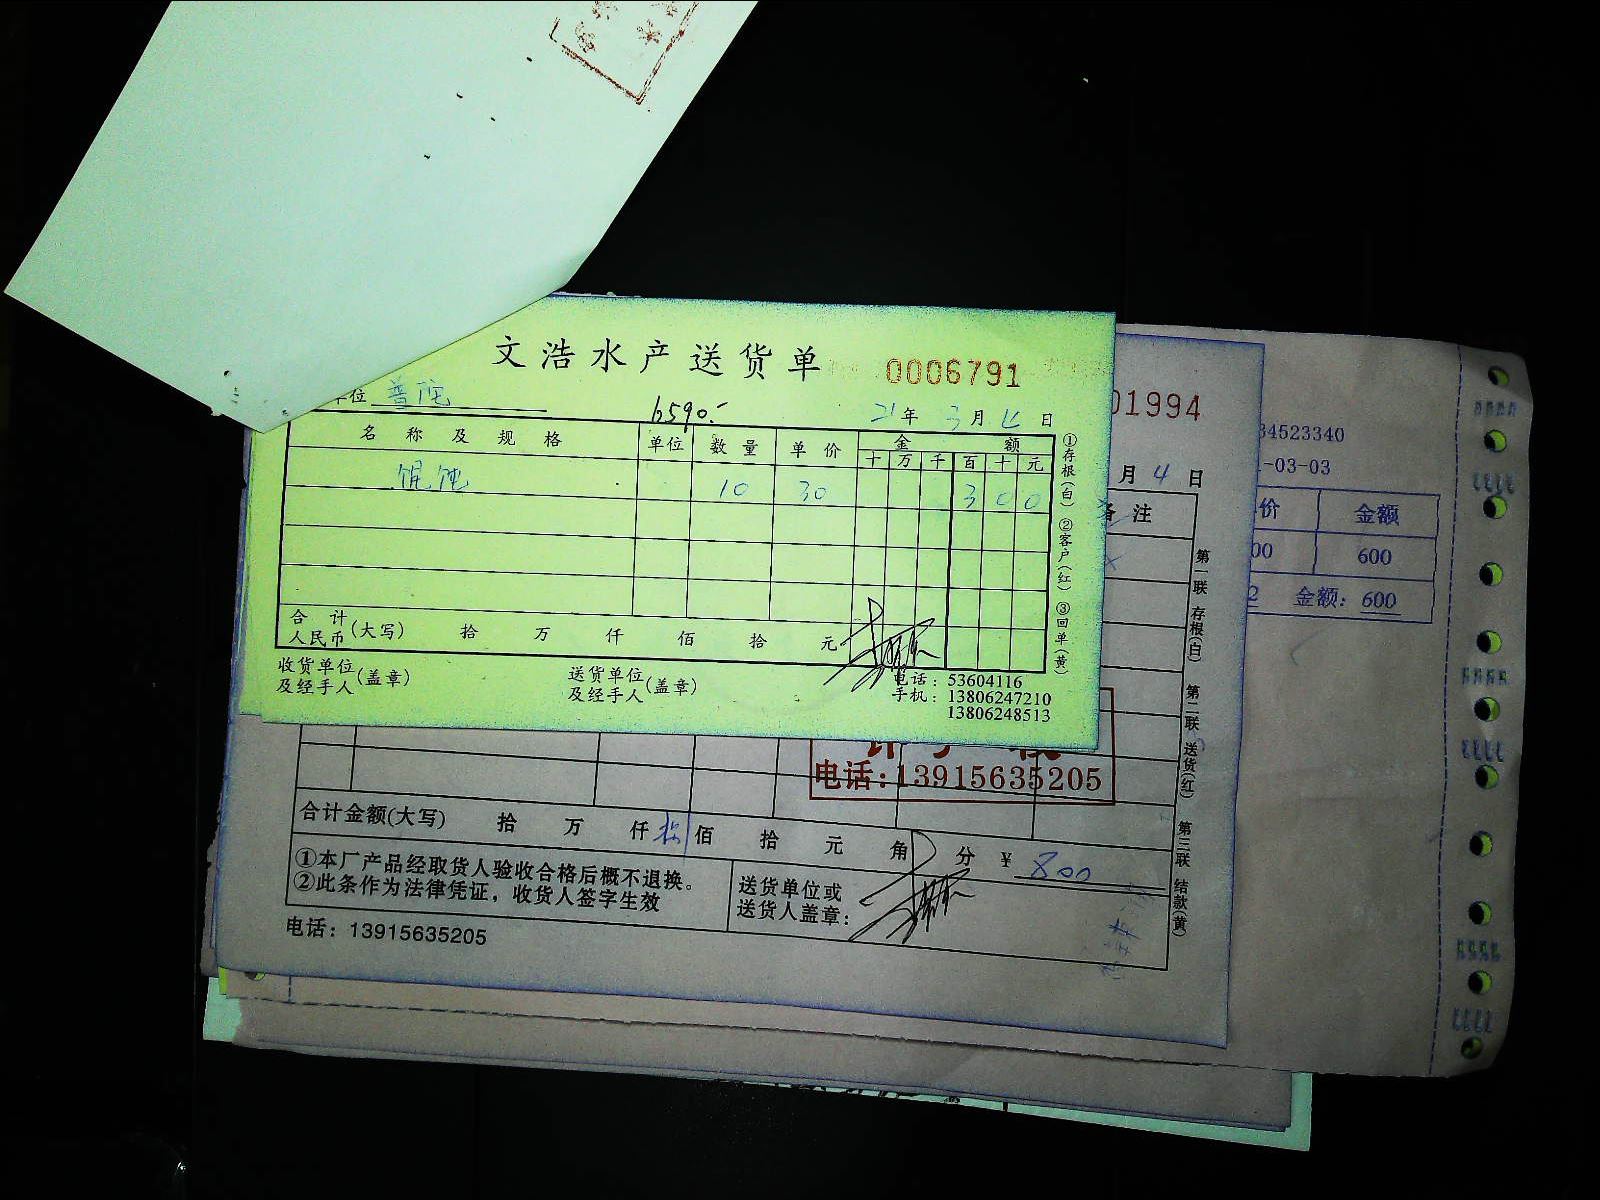 文浩水产送货单 0006791
单位 普陀 6590.-
21年 3月 日
名称及规格 单位 数量 单价 金额
十 万 千 百 十 元
馄饨 10 30 3 0 0
合计
人民币(大写) 拾 万 仟 佰 拾 元
收货单位
及经手人(盖章)
送货单位
及经手人(盖章)
电话：53604116
手机：13806247210
13806248513
①存根(白) ②客户(红) ③回单(黄)
01994
月 4 日
备注
电话:13915635205
合计金额(大写) 拾 万 仟 佰 拾 元 角 分 ¥ 800
①本厂产品经取货人验收合格后概不退换。
②此条作为法律凭证，收货人签字生效
送货单位或
送货人盖章：
电话：13915635205
第一联 存根(白) 第二联 送货(红) 第三联 结款(黄)
34523340
-03-03
价 金额
00 600
2 金额：600